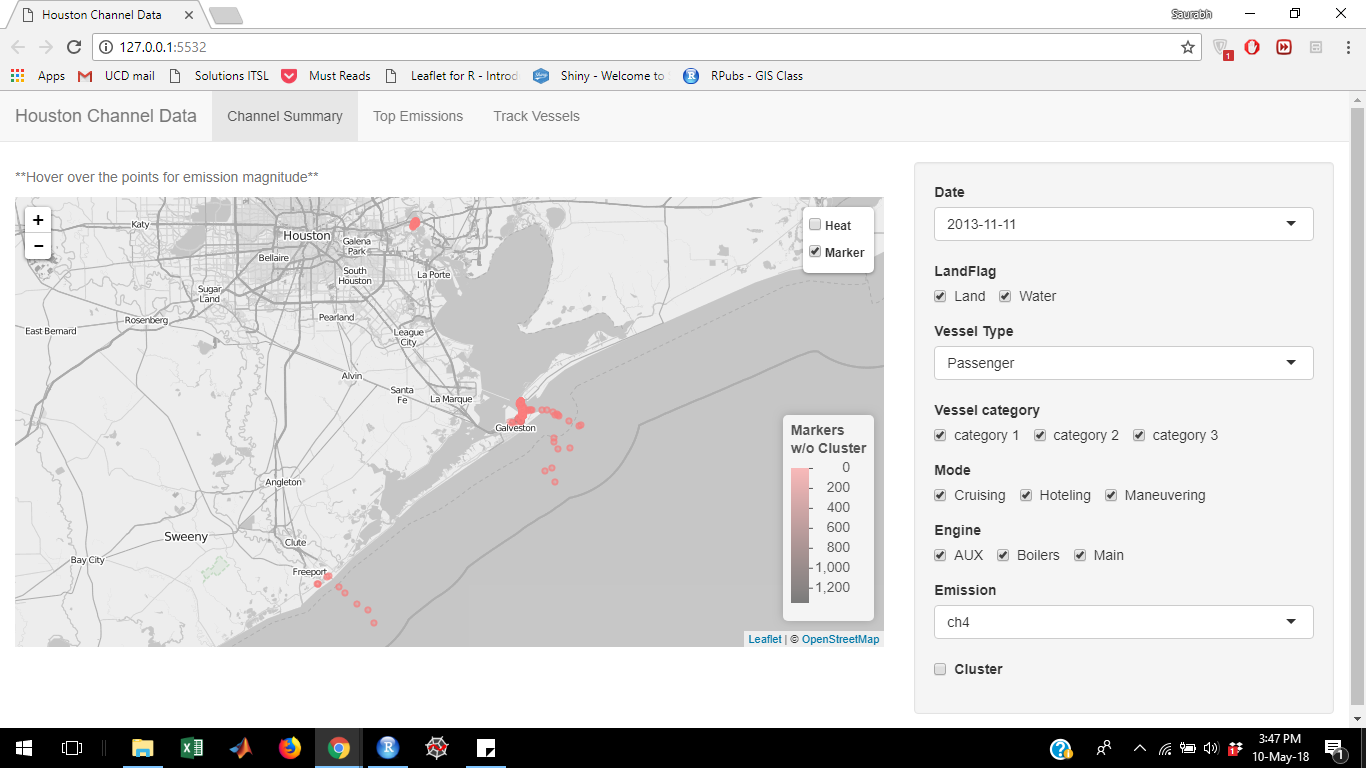 Houston Channel Data
Saurabh
127.0.0.1:5532
1
Apps
UCD mail
Solutions ITSL
Must Reads
Leaflet for R - Introd
Shiny - Welcome to
RPubs - GIS Class
Houston Channel Data
Channel Summary
Top Emissions
Track Vessels
**Hover over the points for emission magnitude**
+
−
Katy
Houston
Galena
Park
Bellaire
South
Houston
La Porte
Sugar
Land
Rosenberg
Pearland
East Bernard
League
City
Alvin
Santa
Fe
La Marque
Galveston
Angleton
Sweeny
Clute
Bay City
Freeport
Heat
Marker
Markers
w/o Cluster
0
200
400
600
800
1,000
1,200
Leaflet | © OpenStreetMap
Date
2013-11-11
LandFlag
Land Water
Vessel Type
Passenger
Vessel category
category 1 category 2 category 3
Mode
Cruising Hoteling Maneuvering
Engine
AUX Boilers Main
Emission
ch4
Cluster
3:47 PM
10-May-18
1